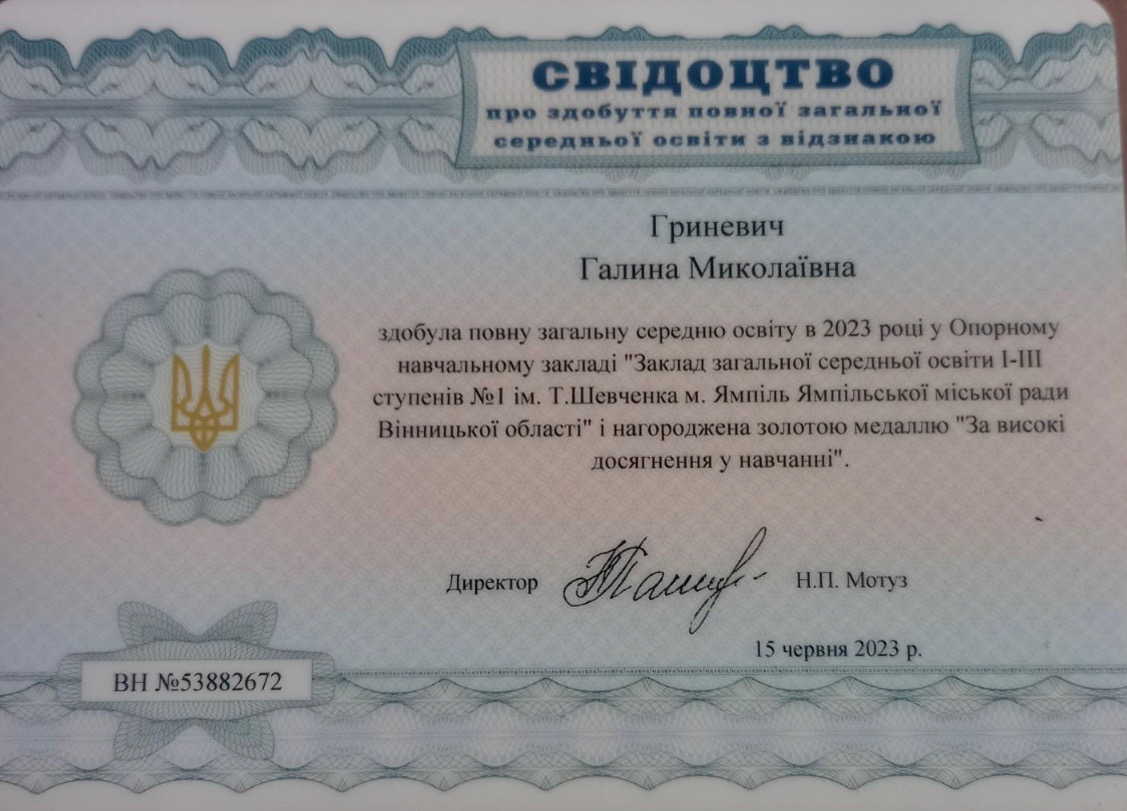 СВІДОЦТВО
про здобуття повної загальної
середньої освіти з відзнакою
Гриневич
Галина Миколаївна
здобула повну загальну середню освіту в 2023 році у Опорному
навчальному закладі "Заклад загальної середньої освіти І-ІІІ
ступенів №1 ім. Т.Шевченка м. Ямпіль Ямпільської міської ради
Вінницької області" і нагороджена золотою медаллю "За високі
досягнення у навчанні".
Директор Н.П. Мотуз
15 червня 2023 р.
ВН №53882672